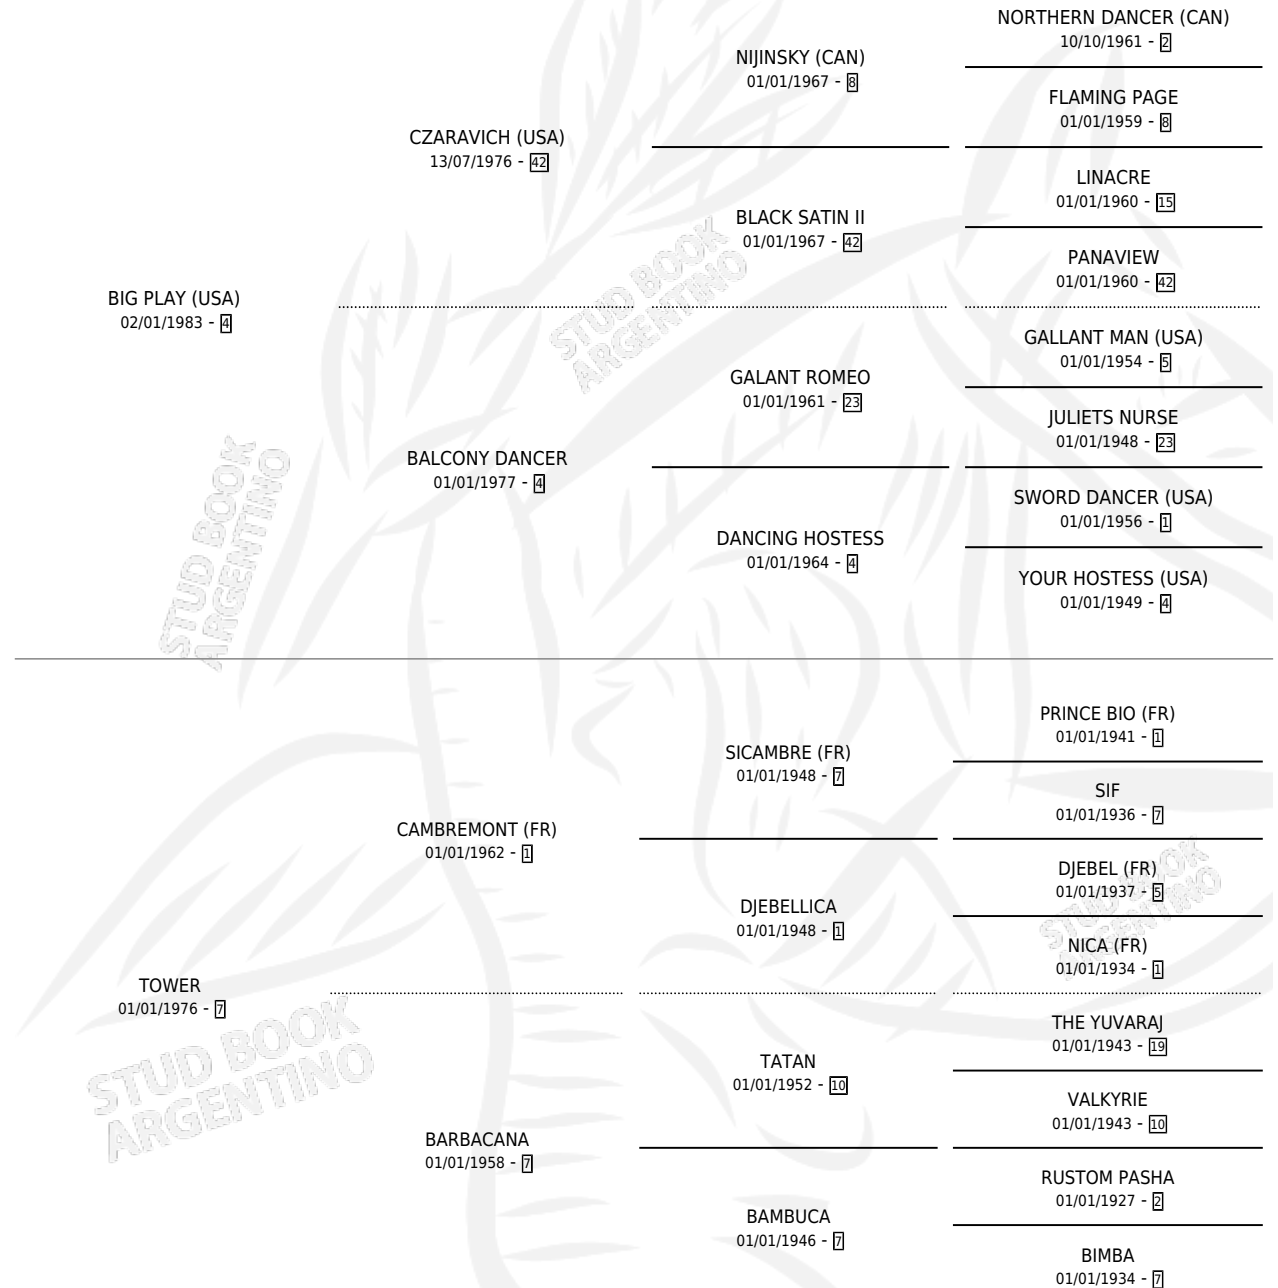 NORTHERN DANCER (CAN)
10/10/1961 - 2
NIJINSKY (CAN)
01/01/1967 - 8
FLAMING PAGE
01/01/1959 - 8
CZARAVICH (USA)
13/07/1976 - 42
LINACRE
01/01/1960 - 15
BLACK SATIN II
01/01/1967 - 42
PANAVIEW
01/01/1960 - 42
BIG PLAY (USA)
02/01/1983 - 4
STUD BOOK
ARGENTINO
GALLANT MAN (USA)
01/01/1954 - 5
GALANT ROMEO
01/01/1961 - 23
JULIETS NURSE
01/01/1948 - 23
BALCONY DANCER
01/01/1977 - 4
SWORD DANCER (USA)
01/01/1956 - 1
DANCING HOSTESS
01/01/1964 - 4
YOUR HOSTESS (USA)
01/01/1949 - 4
STUD BOOK
ARGENTINO
PRINCE BIO (FR)
01/01/1941 - 1
SICAMBRE (FR)
01/01/1948 - 7
SIF
01/01/1936 - 7
CAMBREMONT (FR)
01/01/1962 - 1
DJEBEL (FR)
01/01/1937 - 5
DJEBELLICA
01/01/1948 - 1
STUD BOOK
ARGENTINO
NICA (FR)
01/01/1934 - 1
TOWER
01/01/1976 - 7
THE YUVARAJ
01/01/1943 - 19
TATAN
01/01/1952 - 10
STUD BOOK
ARGENTINO
VALKYRIE
01/01/1943 - 10
BARBACANA
01/01/1958 - 7
RUSTOM PASHA
01/01/1927 - 2
BAMBUCA
01/01/1946 - 7
BIMBA
01/01/1934 - 7